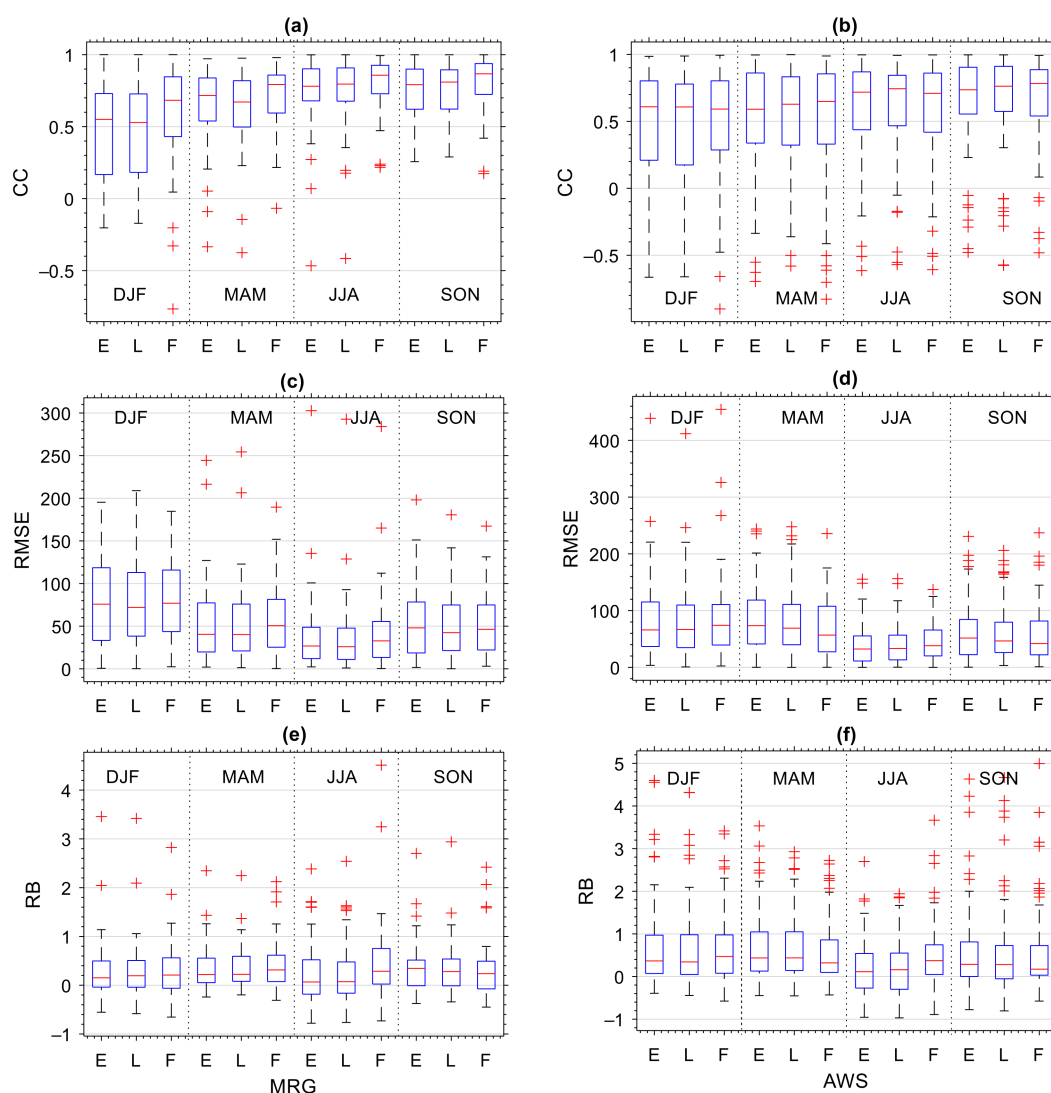 (a)
1
0.5
0
−0.5
CC
DJF MAM JJA SON
E L F E L F E L F E L F
(b)
1
0.5
0
−0.5
CC
DJF MAM JJA SON
E L F E L F E L F E L F
(c)
300
250
200
150
100
50
0
RMSE
DJF MAM JJA SON
E L F E L F E L F E L F
(d)
400
300
200
100
0
RMSE
DJF MAM JJA SON
E L F E L F E L F E L F
(e)
4
3
2
1
0
−1
RB
DJF MAM JJA SON
E L F E L F E L F E L F
MRG
(f)
5
4
3
2
1
0
−1
RB
DJF MAM JJA SON
E L F E L F E L F E L F
AWS